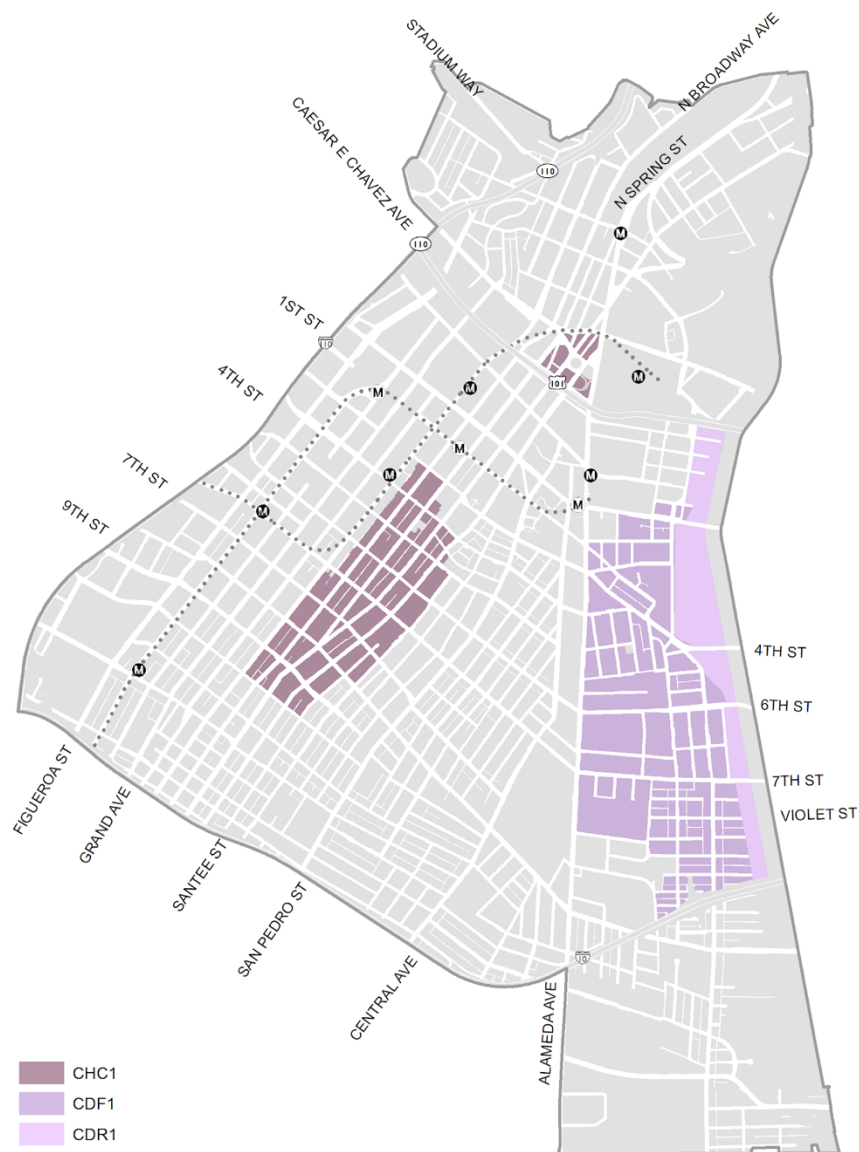 STADIUM WAY
N BROADWAY AVE
CAESAR E CHAVEZ AVE
N SPRING ST
110
M
110
1ST ST
110
4TH ST
M
101
M
M
7TH ST
M
M
M
M
M
9TH ST
4TH ST
M
6TH ST
7TH ST
VIOLET ST
FIGUEROA ST
GRAND AVE
SANTEE ST
SAN PEDRO ST
CENTRAL AVE
10
ALAMEDA AVE
CHC1
CDF1
CDR1